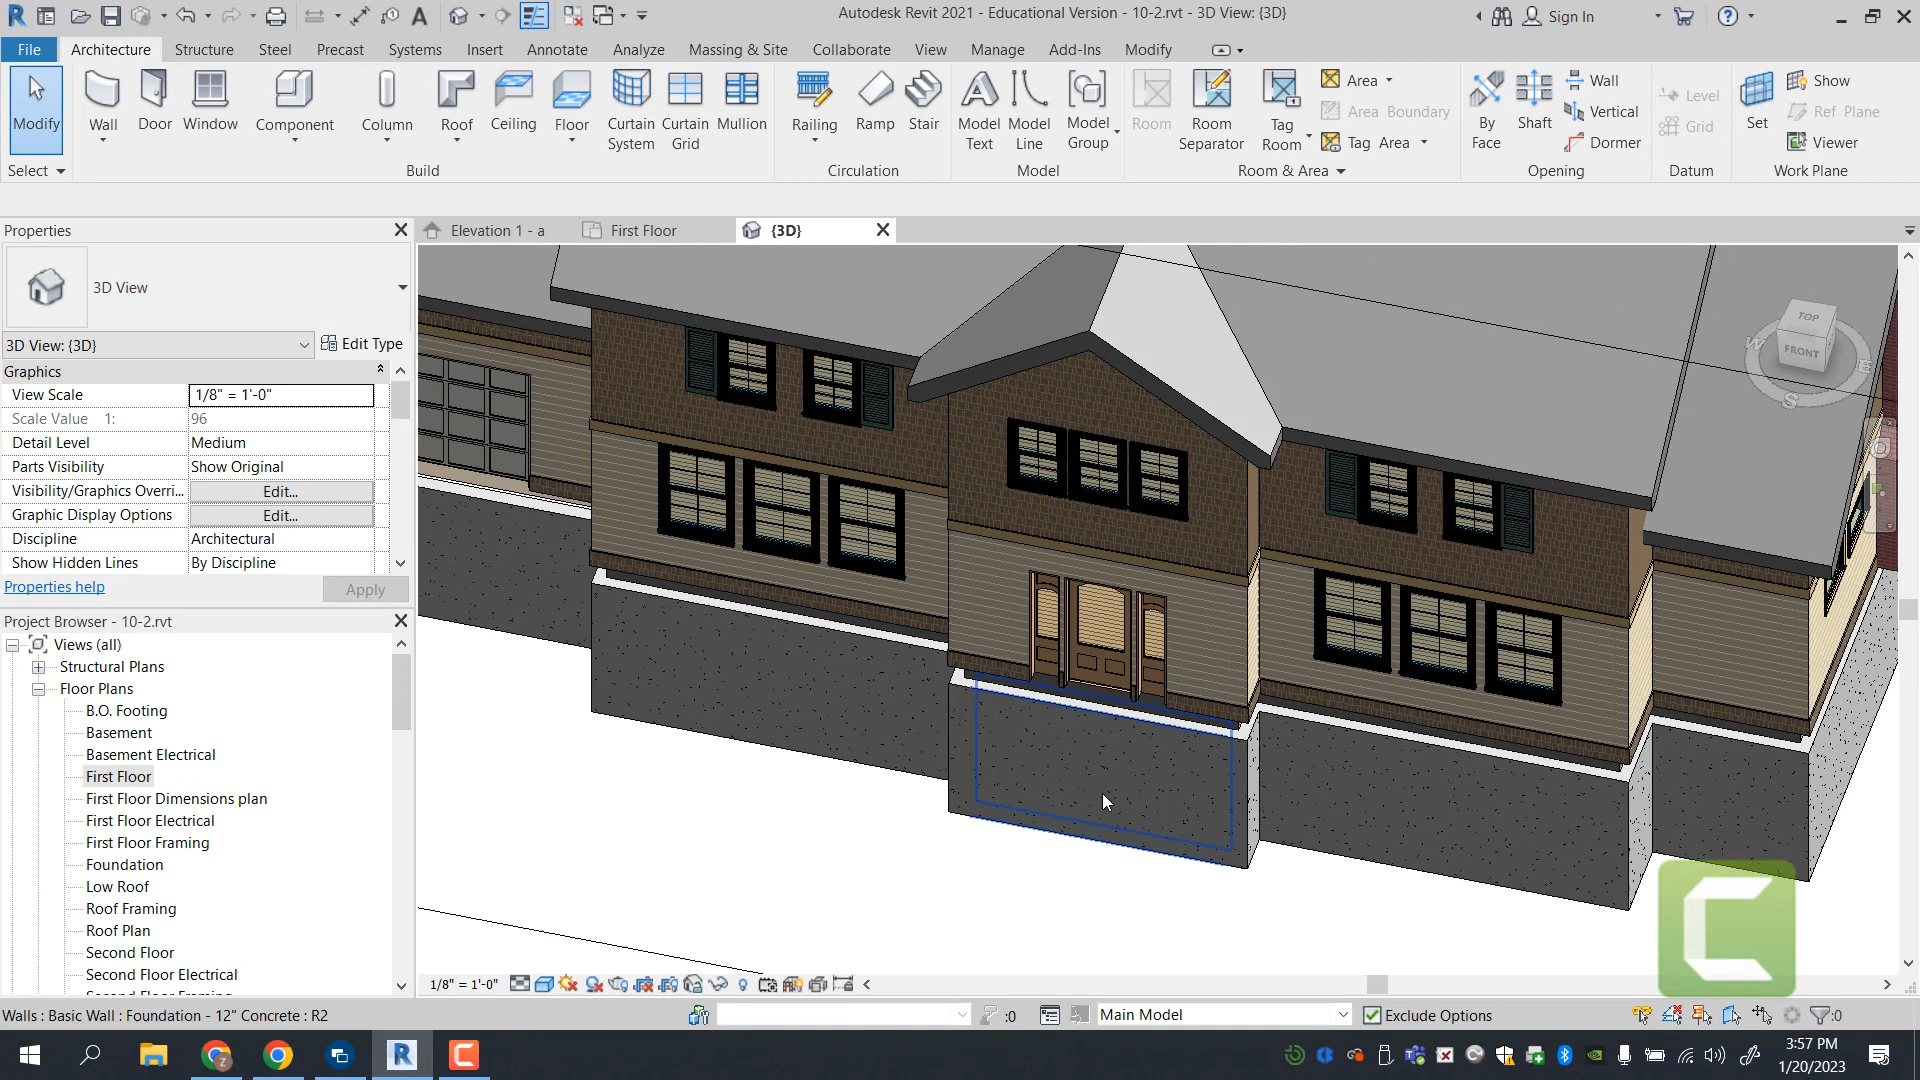 Autodesk Revit 2021 - Educational Version - 10-2.rvt - 3D View: {3D}
Sign In
File Architecture Structure Steel Precast Systems Insert Annotate Analyze Massing & Site Collaborate View Manage Add-Ins Modify
Modify
Wall
Door
Window
Component
Column
Roof
Ceiling
Floor
Curtain System
Curtain Grid
Mullion
Railing
Ramp
Stair
Model Text
Model Line
Model Group
Room
Room Separator
Tag Room
Area
Area Boundary
Tag Area
By Face
Shaft
Wall
Vertical
Dormer
Level
Grid
Set
Show
Ref Plane
Viewer
Select Build Circulation Model Room & Area Opening Datum Work Plane
Properties
3D View
3D View: {3D}
Edit Type
Graphics
View Scale 1/8" = 1'-0"
Scale Value 1: 96
Detail Level Medium
Parts Visibility Show Original
Visibility/Graphics Overri... Edit...
Graphic Display Options Edit...
Discipline Architectural
Show Hidden Lines By Discipline
Properties help
Apply
Project Browser - 10-2.rvt
Views (all)
Structural Plans
Floor Plans
B.O. Footing
Basement
Basement Electrical
First Floor
First Floor Dimensions plan
First Floor Electrical
First Floor Framing
Foundation
Low Roof
Roof Framing
Roof Plan
Second Floor
Second Floor Electrical
Elevation 1 - a
First Floor
{3D}
TOP
FRONT
W
S
E
1/8" = 1'-0"
Walls : Basic Wall : Foundation - 12" Concrete : R2
:0
Main Model
Exclude Options
:0
3:57 PM
1/20/2023